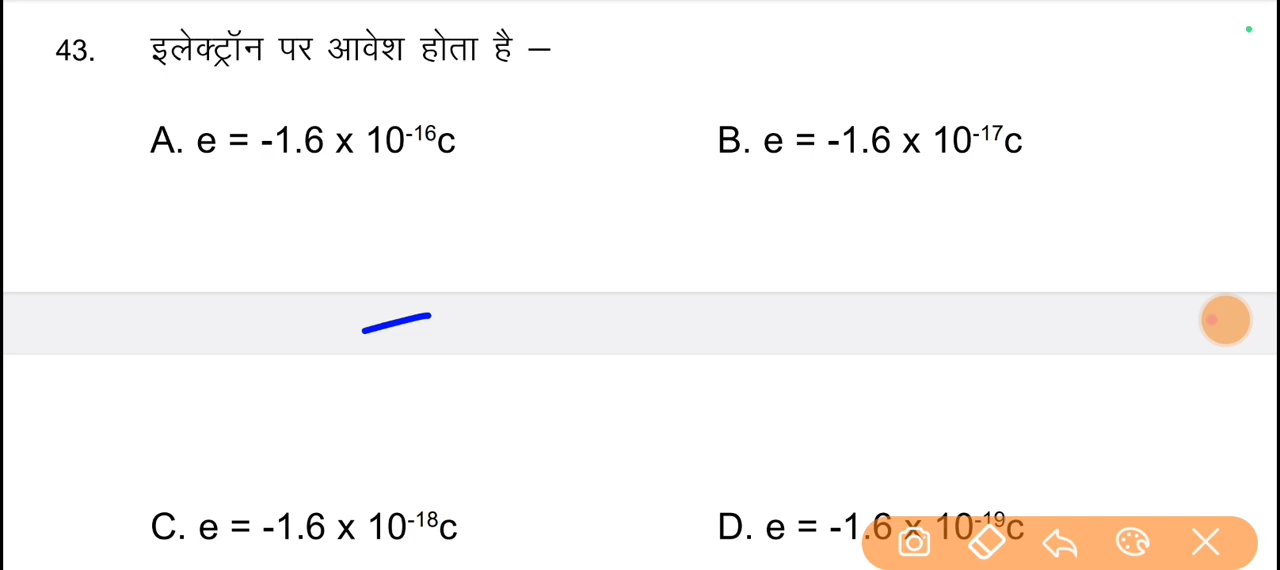 43. इलेक्ट्रॉन पर आवेश होता है –
A. e = -1.6 x 10⁻¹⁶c B. e = -1.6 x 10⁻¹⁷c
C. e = -1.6 x 10⁻¹⁸c D. e = -1.6 x 10⁻¹⁹c